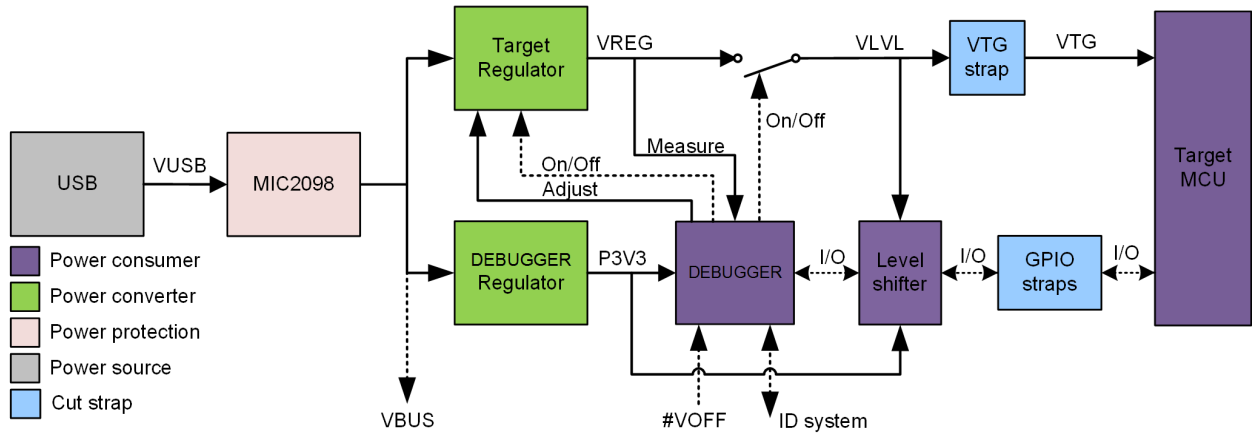 Target
Regulator
VREG
VLVL
VTG
strap
VTG
On/Off
Measure
On/Off
Adjust
USB
VUSB
MIC2098
Target
MCU
DEBUGGER
Regulator
P3V3
DEBUGGER
I/O
Level
shifter
I/O
GPIO
straps
I/O
Power consumer
Power converter
Power protection
Power source
Cut strap
VBUS
#VOFF
ID system